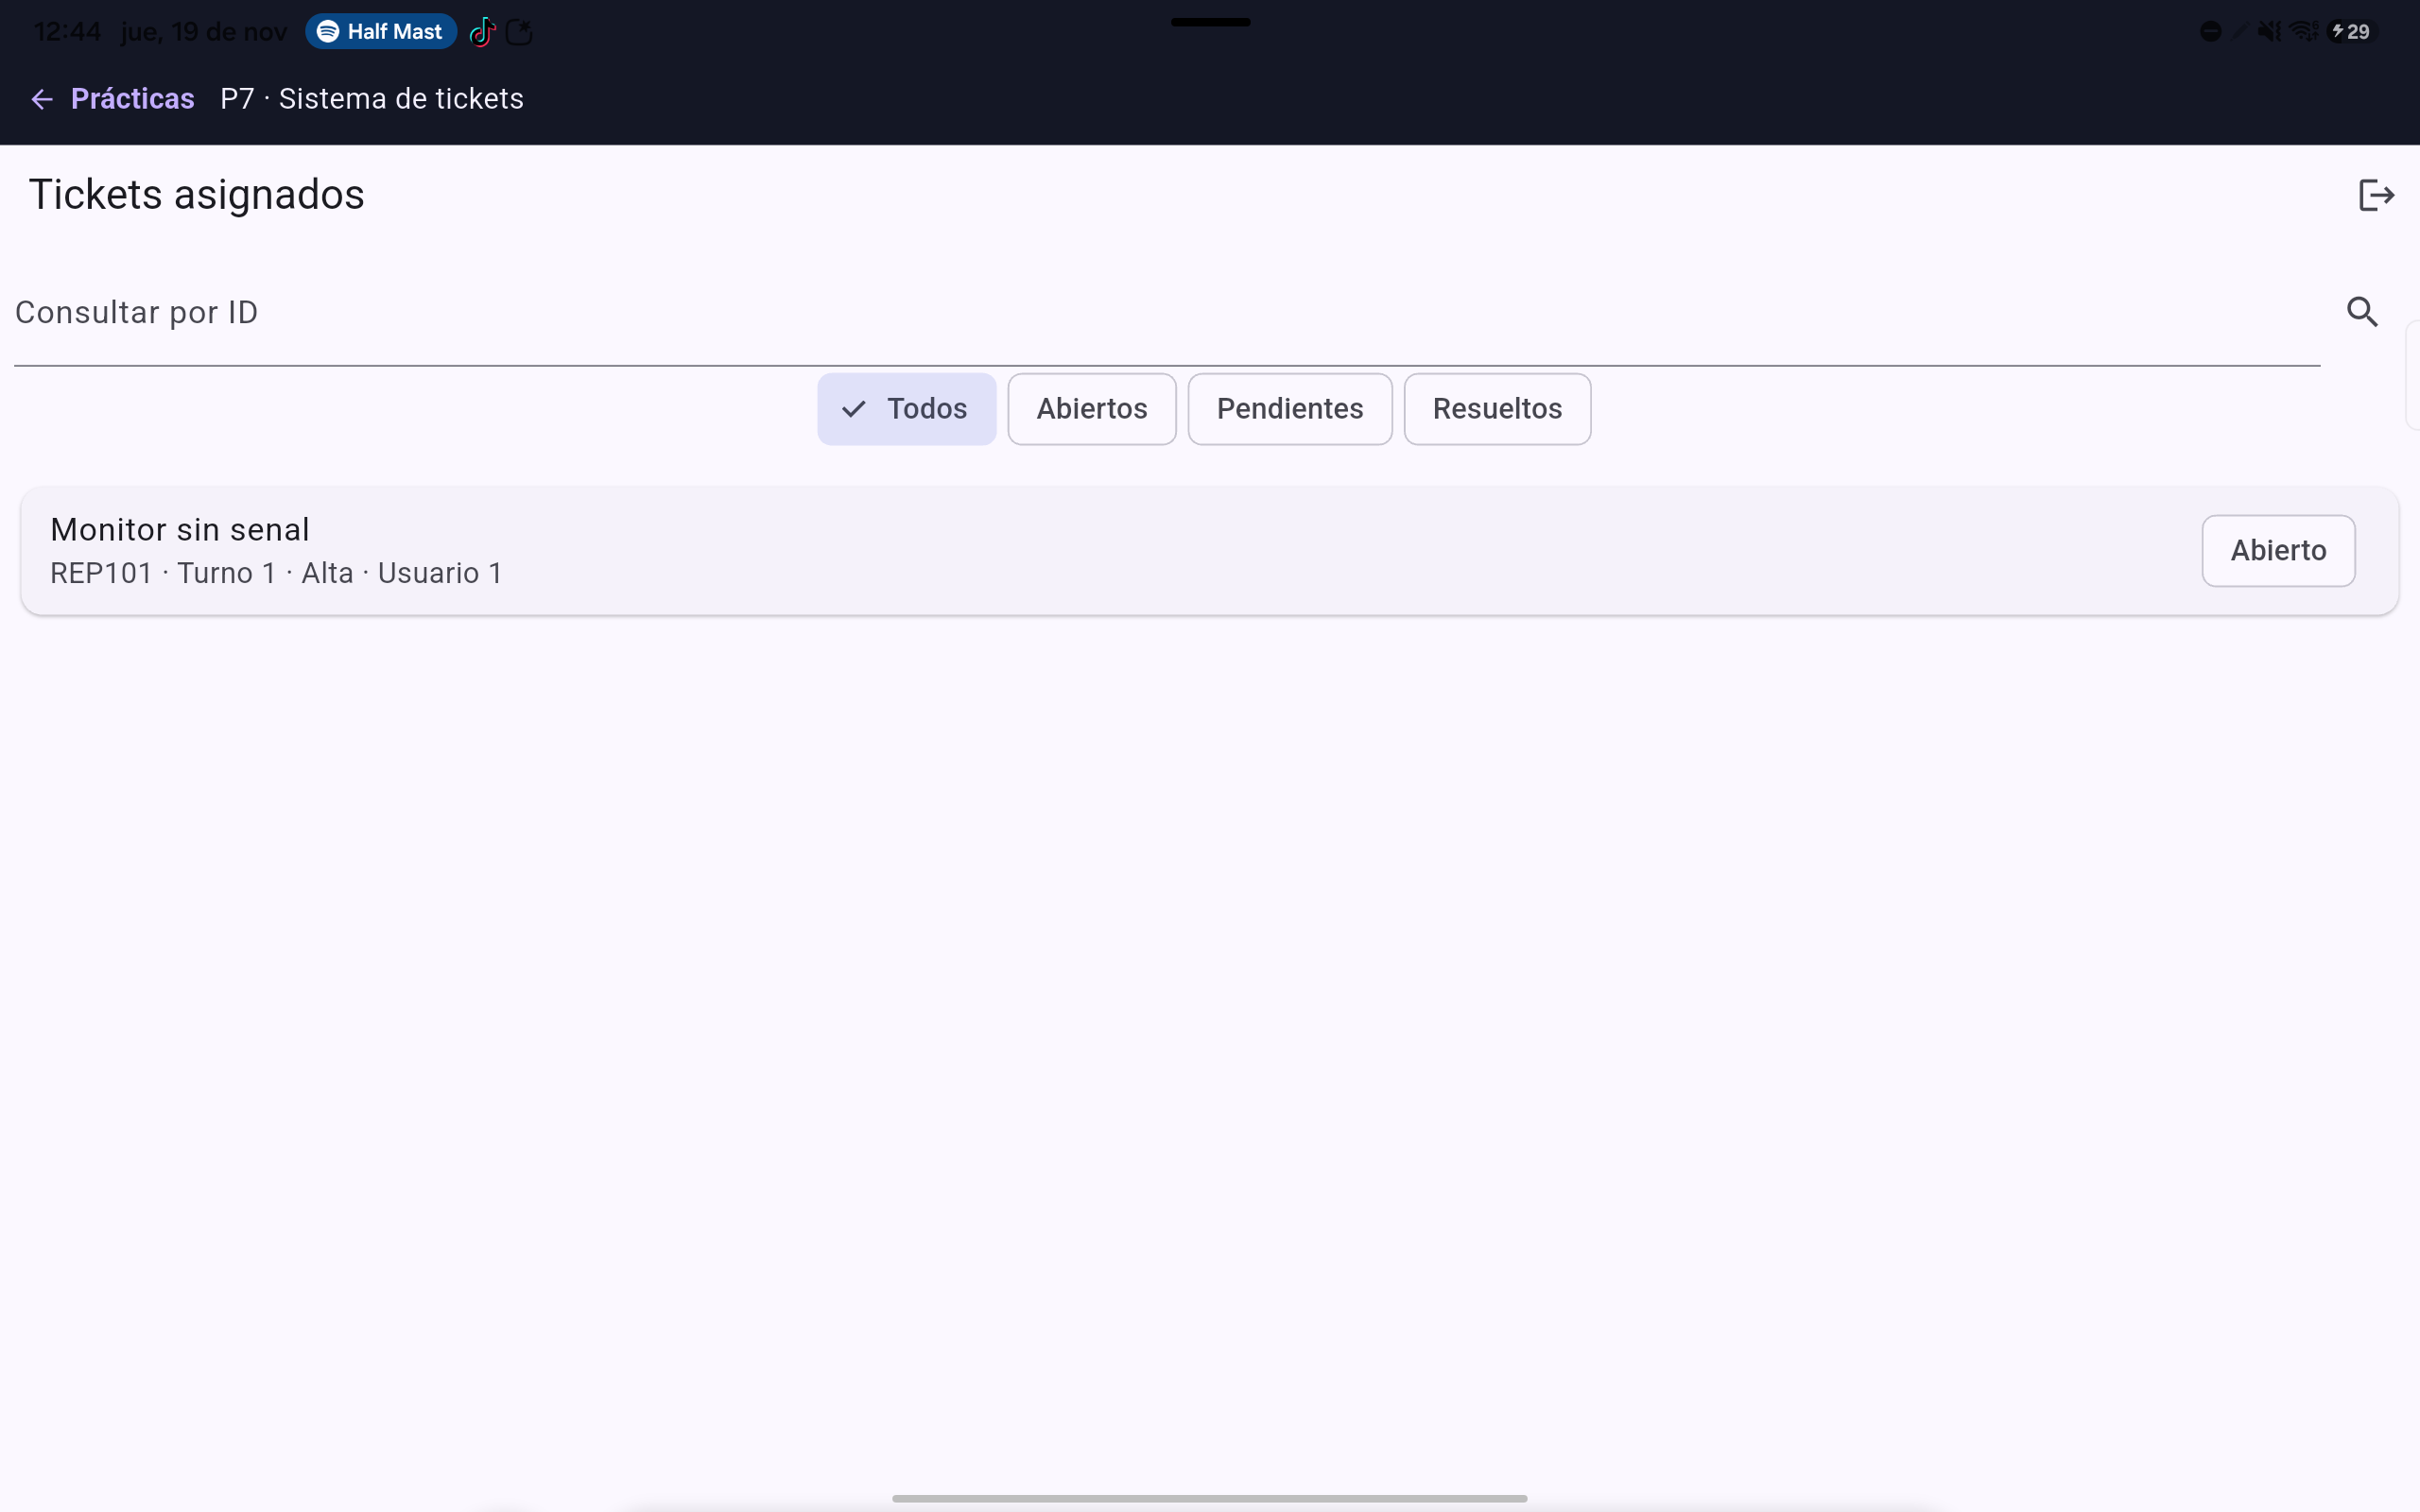 12:44 jue, 19 de nov Half Mast 29
Prácticas P7 · Sistema de tickets
Tickets asignados
Consultar por ID
Todos Abiertos Pendientes Resueltos
Monitor sin senal
REP101 · Turno 1 · Alta · Usuario 1
Abierto